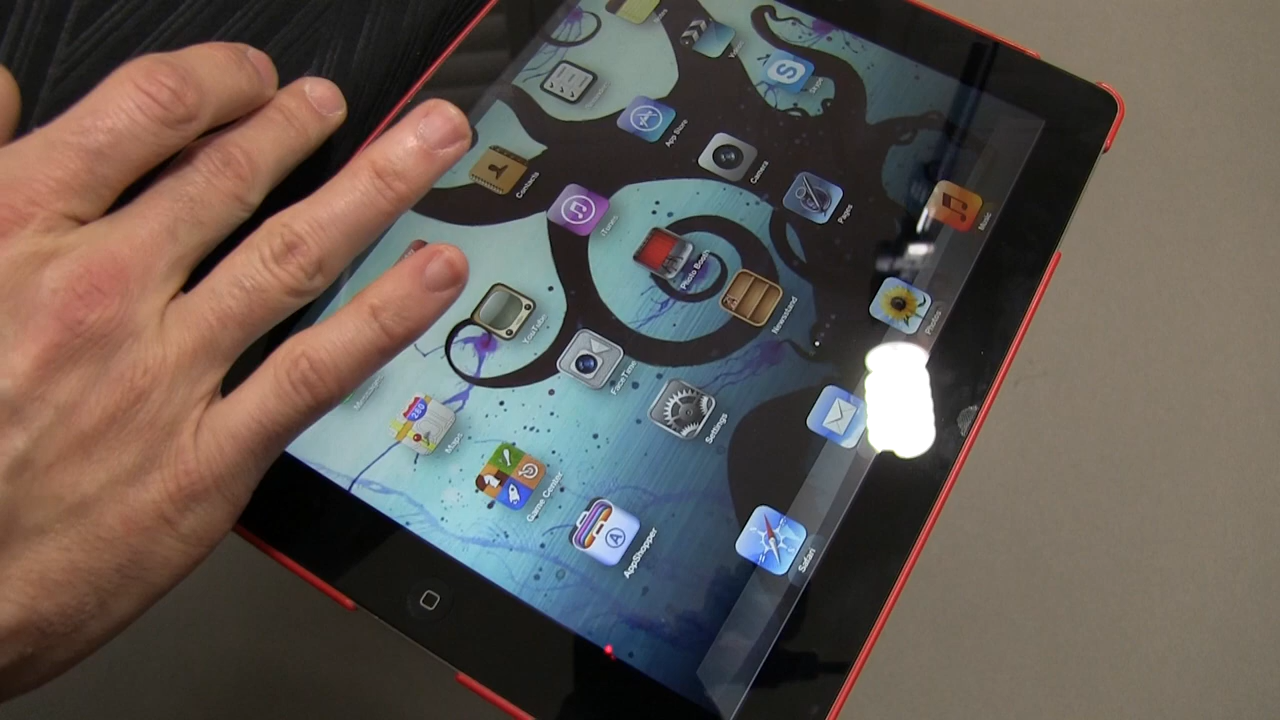 App Store
Camera
Pages
Music
Contacts
iTunes
Photo Booth
Newsstand
Photos
YouTube
FaceTime
Settings
280
Maps
Game Center
AppShopper
Safari